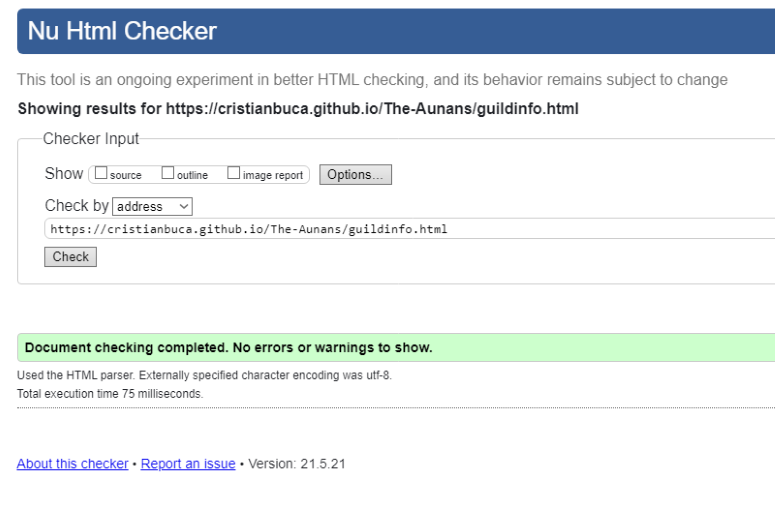 Nu Html Checker
This tool is an ongoing experiment in better HTML checking, and its behavior remains subject to change
Showing results for https://cristianbuca.github.io/The-Aunans/guildinfo.html
Checker Input
Show source outline image report Options...
Check by address
https://cristianbuca.github.io/The-Aunans/guildinfo.html
Check
Document checking completed. No errors or warnings to show.
Used the HTML parser. Externally specified character encoding was utf-8.
Total execution time 75 milliseconds.
About this checker • Report an issue • Version: 21.5.21